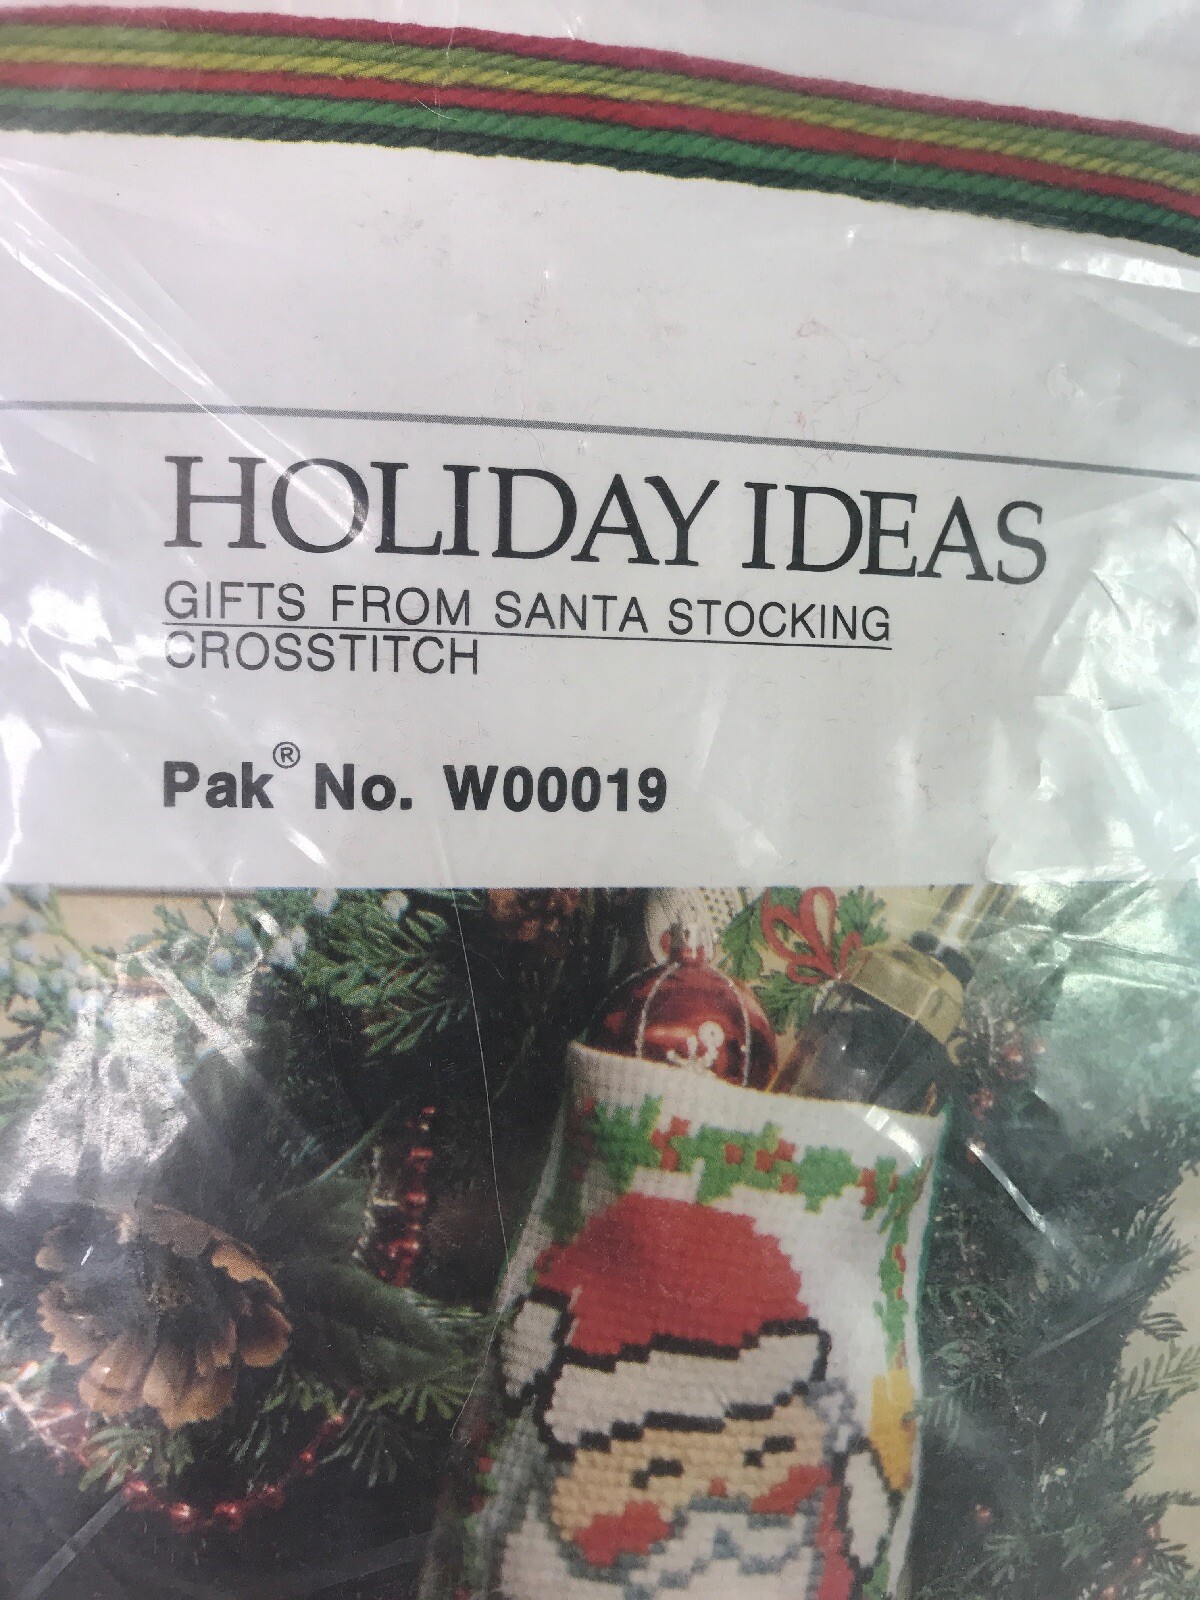 HOLIDAY IDEAS
GIFTS FROM SANTA STOCKING
CROSSTITCH
Pak® No. W00019